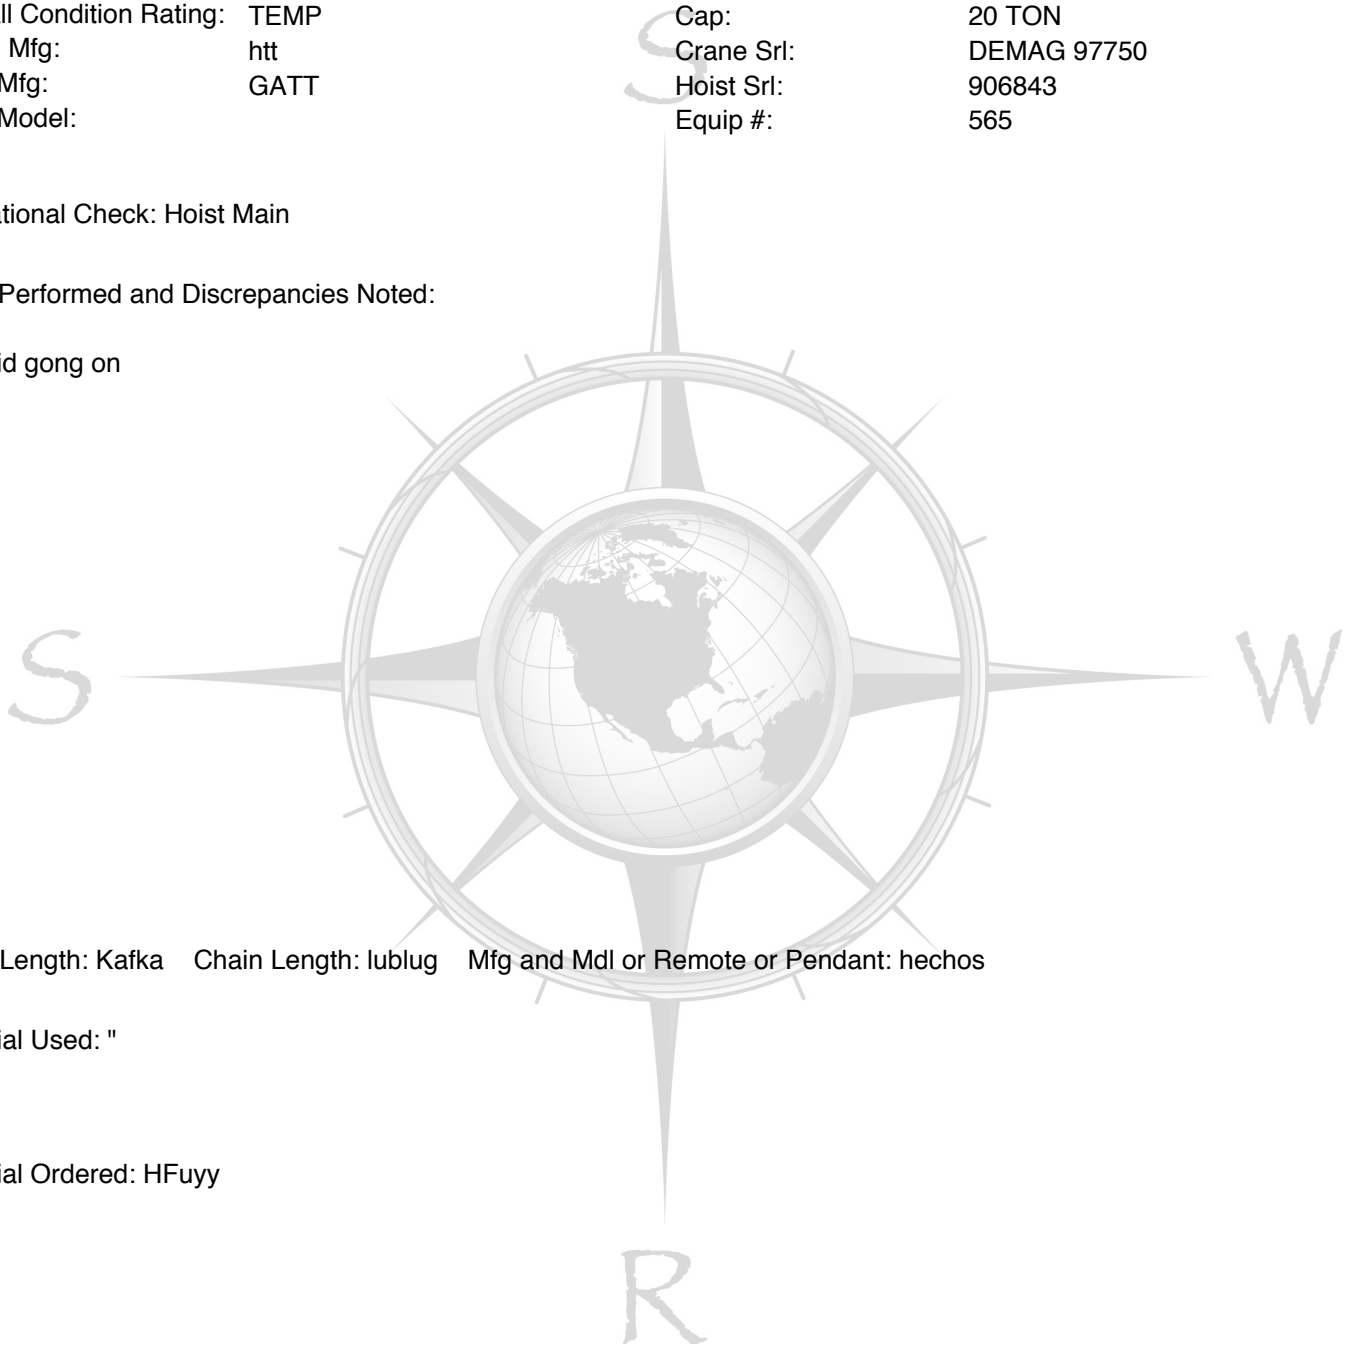 ll Condition Rating: TEMP Cap: 20 TON
Mfg: htt Crane Srl: DEMAG 97750
Mfg: GATT Hoist Srl: 906843
Model: Equip #: 565
ational Check: Hoist Main
Performed and Discrepancies Noted:
id gong on
Length: Kafka Chain Length: lublug Mfg and Mdl or Remote or Pendant: hechos
ial Used: "
ial Ordered: HFuyy
S
S
W
R